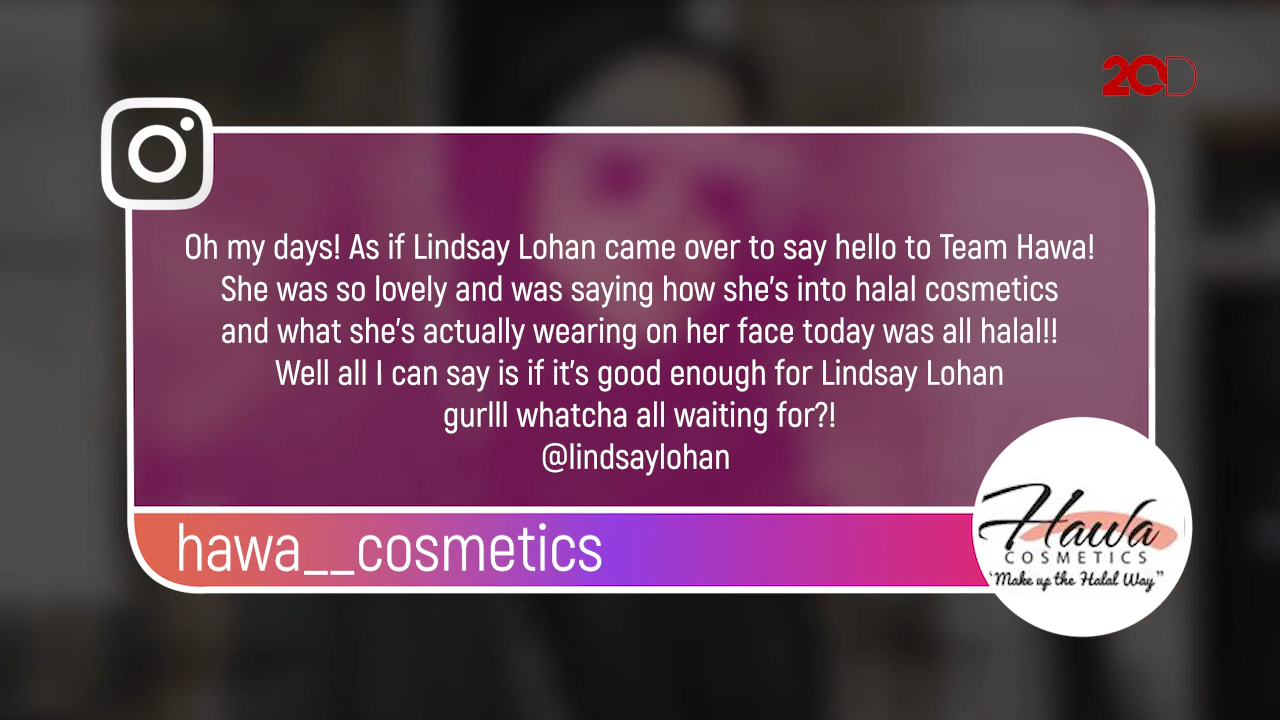 20D
Oh my days! As if Lindsay Lohan came over to say hello to Team Hawa!
She was so lovely and was saying how she's into halal cosmetics
and what she's actually wearing on her face today was all halal!!
Well all I can say is if it's good enough for Lindsay Lohan
gurlll whatcha all waiting for?!
@lindsaylohan
hawa__cosmetics
Hawa
COSMETICS
"Make up the Halal Way"